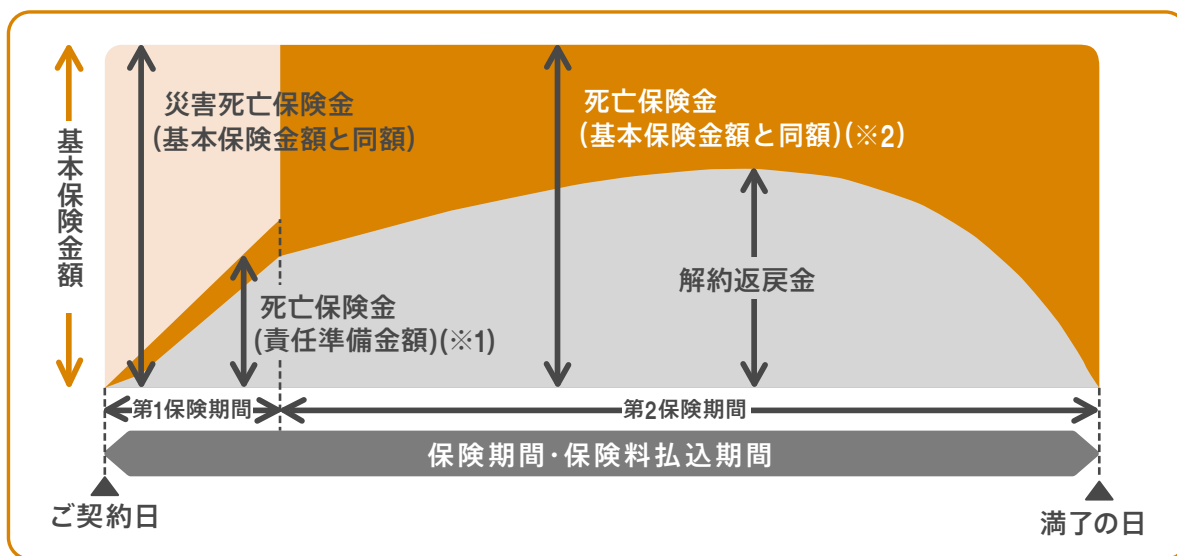 基本保険金額
災害死亡保険金
(基本保険金額と同額)
死亡保険金
(基本保険金額と同額)(※2)
死亡保険金
(責任準備金額)(※1)
解約返戻金
第1保険期間
第2保険期間
保険期間･保険料払込期間
ご契約日
満了の日